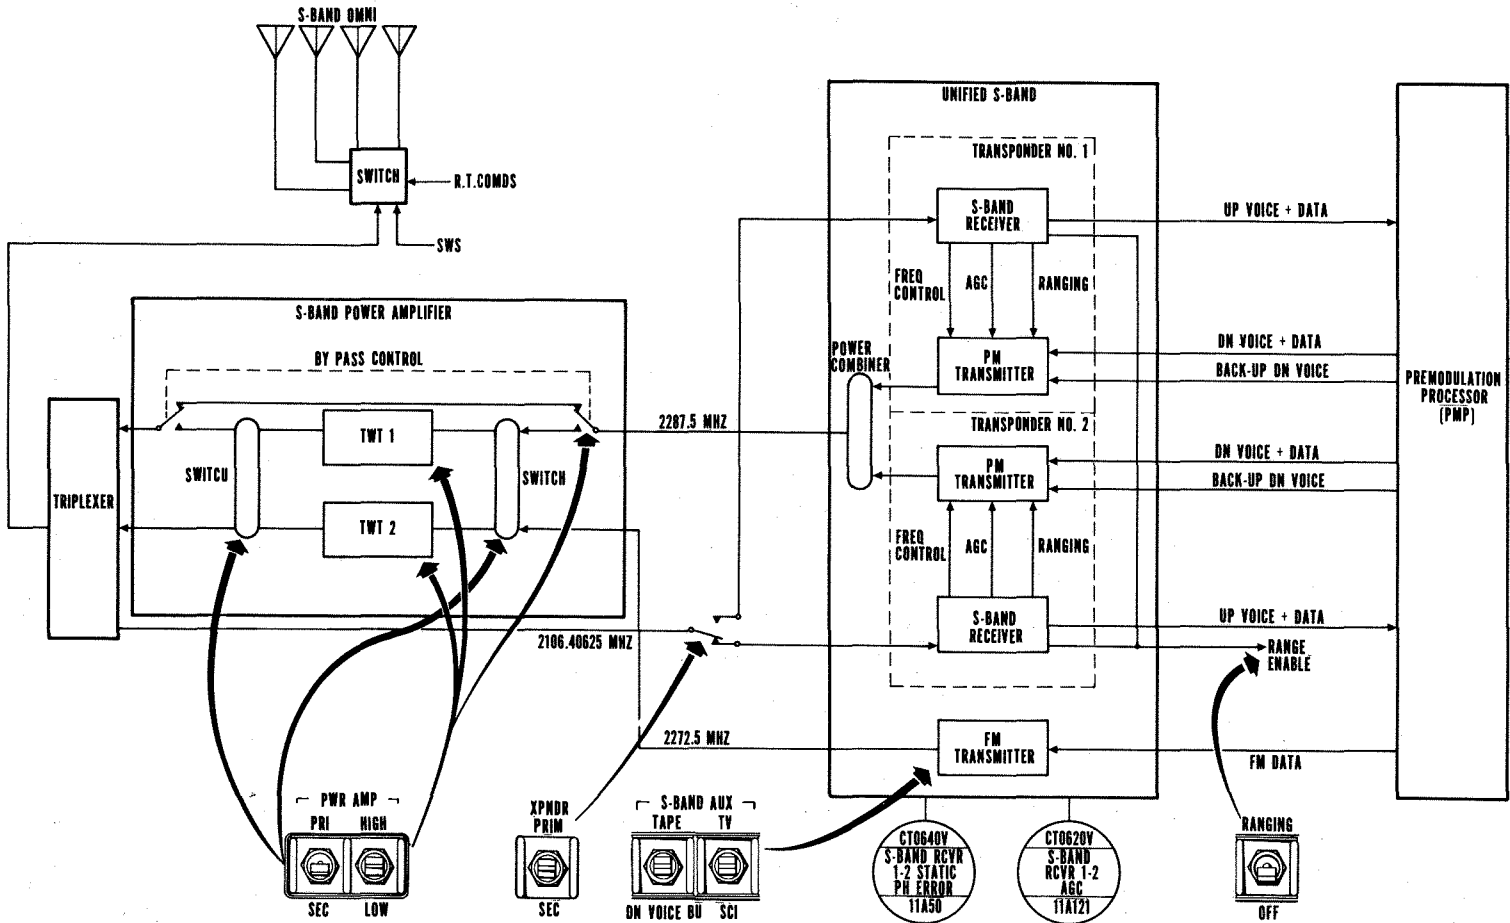 S-BAND OMNI
SWITCH
R.T.COMDS
SWS
S-BAND POWER AMPLIFIER
BY PASS CONTROL
TRIPLEXER
TWT 1
SWITCU
SWITCH
TWT 2
2287.5 MHZ
2106.40625 MHZ
2272.5 MHZ
UNIFIED S-BAND
TRANSPONDER NO. 1
S-BAND
RECEIVER
UP VOICE + DATA
FREQ
CONTROL
AGC
RANGING
POWER
COMBINER
PM
TRANSMITTER
DN VOICE + DATA
BACK-UP DN VOICE
PREMODULATION
PROCESSOR
(PMP)
TRANSPONDER NO. 2
PM
TRANSMITTER
DN VOICE + DATA
BACK-UP DN VOICE
FREQ
CONTROL
AGC
RANGING
S-BAND
RECEIVER
UP VOICE + DATA
RANGE
ENABLE
FM
TRANSMITTER
FM DATA
PWR AMP
PRI
HIGH
SEC
LOW
XPNDR
PRIM
SEC
S-BAND AUX
TAPE
TV
DN VOICE BU
SCI
CT0640V
S-BAND RCVR
1-2 STATIC
PH ERROR
11A50
CT0620V
S-BAND
RCVR 1-2
AGC
11A121
RANGING
OFF